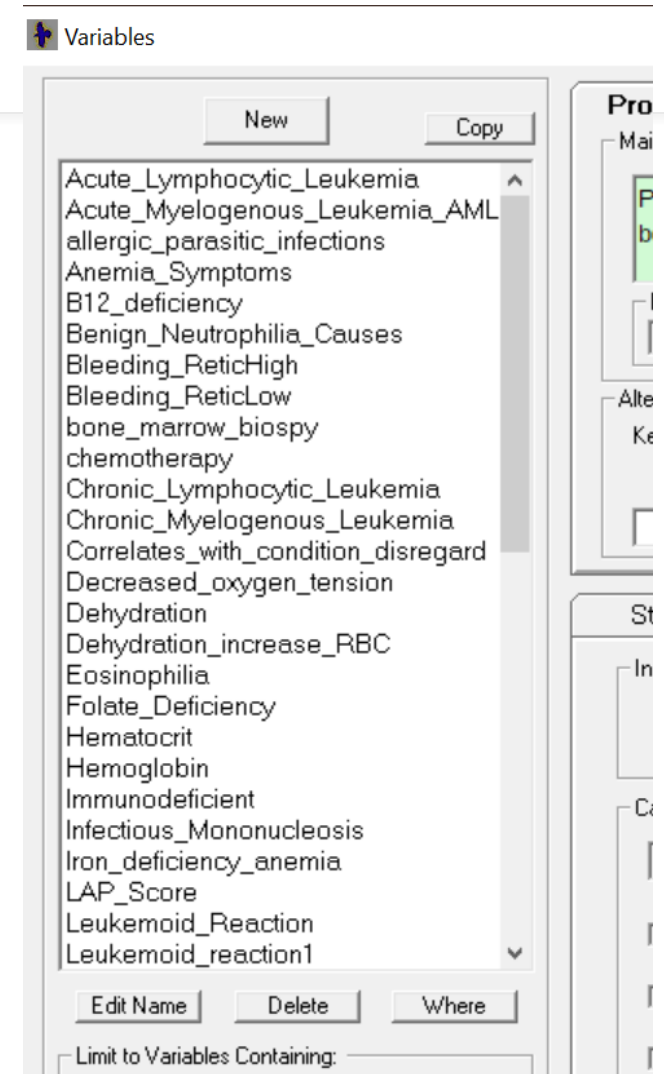 Variables
New
Copy
Acute_Lymphocytic_Leukemia
Acute_Myelogenous_Leukemia_AML
allergic_parasitic_infections
Anemia_Symptoms
B12_deficiency
Benign_Neutrophilia_Causes
Bleeding_ReticHigh
Bleeding_ReticLow
bone_marrow_biospy
chemotherapy
Chronic_Lymphocytic_Leukemia
Chronic_Myelogenous_Leukemia
Correlates_with_condition_disregard
Decreased_oxygen_tension
Dehydration
Dehydration_increase_RBC
Eosinophilia
Folate_Deficiency
Hematocrit
Hemoglobin
Immunodeficient
Infectious_Mononucleosis
Iron_deficiency_anemia
LAP_Score
Leukemoid_Reaction
Leukemoid_reaction1
Edit Name
Delete
Where
Limit to Variables Containing:
Pro
Mai
Alte
St
In